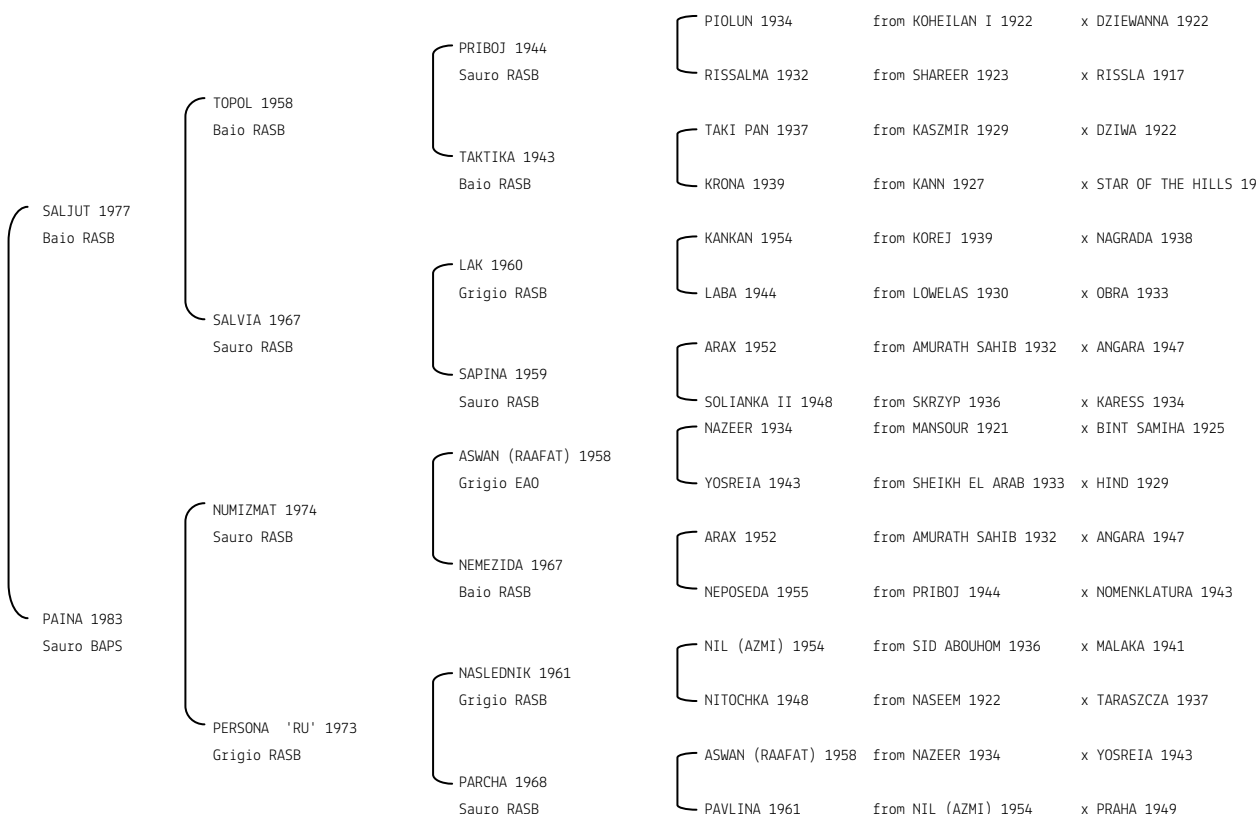 PIOLUN 1934 from KOHEILAN I 1922 x DZIEWANNA 1922
PRIBOJ 1944
Sauro RASB
RISSALMA 1932 from SHAREER 1923 x RISSLA 1917
TOPOL 1958
Baio RASB
TAKI PAN 1937 from KASZMIR 1929 x DZIWA 1922
TAKTIKA 1943
Baio RASB
KRONA 1939 from KANN 1927 x STAR OF THE HILLS 19
SALJUT 1977
Baio RASB
KANKAN 1954 from KOREJ 1939 x NAGRADA 1938
LAK 1960
Grigio RASB
LABA 1944 from LOWELAS 1930 x OBRA 1933
SALVIA 1967
Sauro RASB
ARAX 1952 from AMURATH SAHIB 1932 x ANGARA 1947
SAPINA 1959
Sauro RASB
SOLIANKA II 1948 from SKRZYP 1936 x KARESS 1934
NAZEER 1934 from MANSOUR 1921 x BINT SAMIHA 1925
ASWAN (RAAFAT) 1958
Grigio EAO
YOSREIA 1943 from SHEIKH EL ARAB 1933 x HIND 1929
NUMIZMAT 1974
Sauro RASB
ARAX 1952 from AMURATH SAHIB 1932 x ANGARA 1947
NEMEZIDA 1967
Baio RASB
NEPOSEDA 1955 from PRIBOJ 1944 x NOMENKLATURA 1943
PAINA 1983
Sauro BAPS
NIL (AZMI) 1954 from SID ABOUHOM 1936 x MALAKA 1941
NASLEDNIK 1961
Grigio RASB
NITOCHKA 1948 from NASEEM 1922 x TARASZCZA 1937
PERSONA 'RU' 1973
Grigio RASB
ASWAN (RAAFAT) 1958 from NAZEER 1934 x YOSREIA 1943
PARCHA 1968
Sauro RASB
PAVLINA 1961 from NIL (AZMI) 1954 x PRAHA 1949